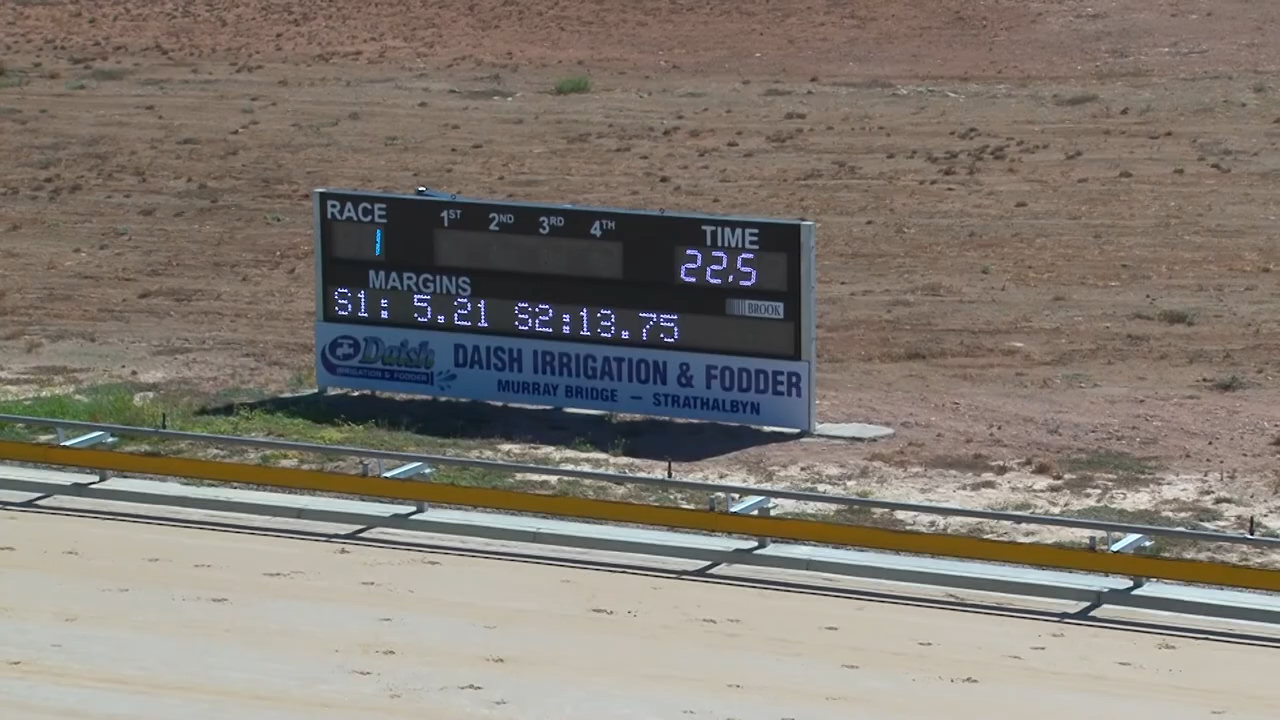 RACE 1ST 2ND 3RD 4TH TIME
1 22.5
MARGINS
S1: 5.21 S2:13.75
BROOK
Daish
IRRIGATION & FODDER
DAISH IRRIGATION & FODDER
MURRAY BRIDGE — STRATHALBYN